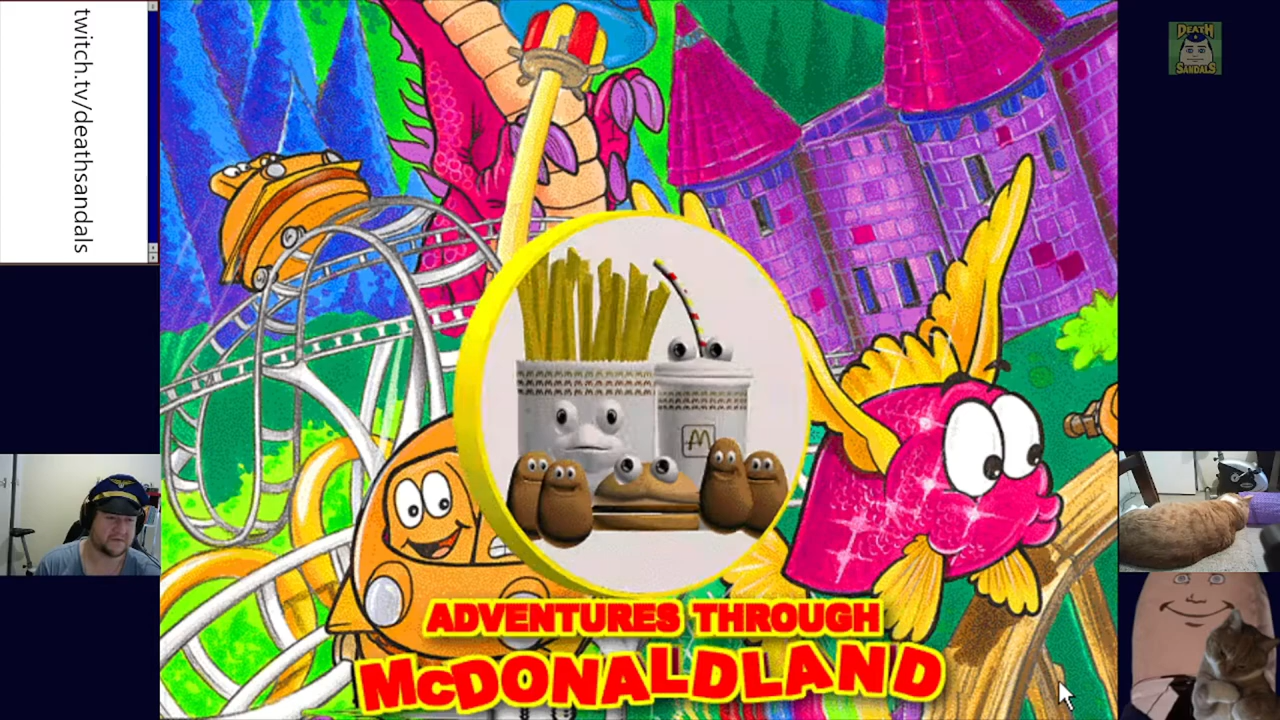 twitch.tv/deathsandals
DEATH
SANDALS
M
ADVENTURES THROUGH
McDONALDLAND